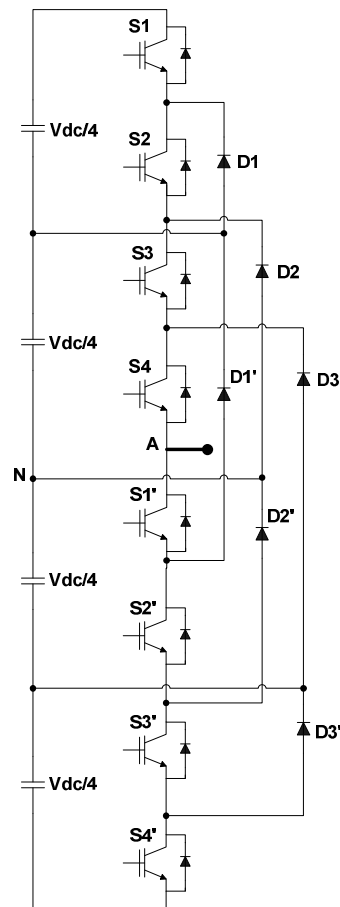 S1
Vdc/4
S2
D1
S3
D2
Vdc/4
S4
D1'
D3
A
N
S1'
D2'
Vdc/4
S2'
S3'
D3'
Vdc/4
S4'